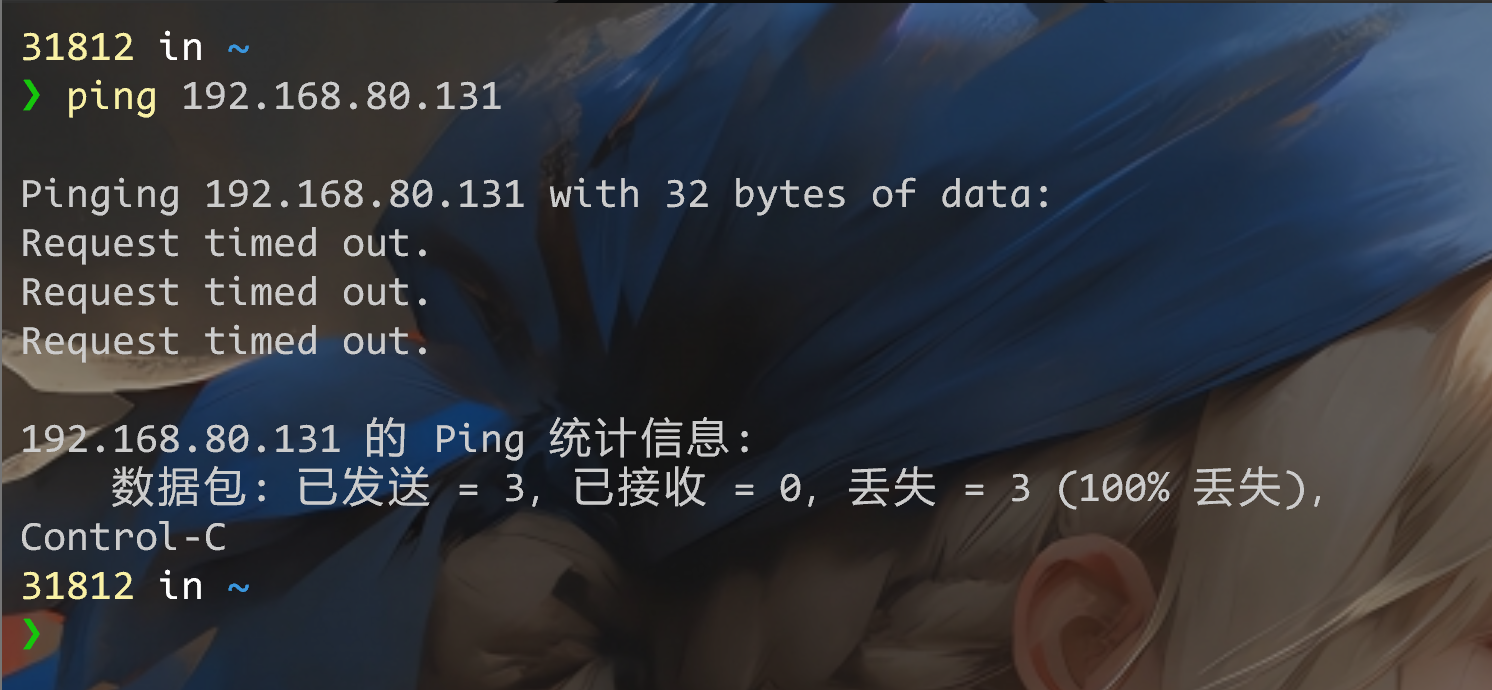 31812 in ~
❯ ping 192.168.80.131
Pinging 192.168.80.131 with 32 bytes of data:
Request timed out.
Request timed out.
Request timed out.
192.168.80.131 的 Ping 统计信息:
数据包: 已发送 = 3, 已接收 = 0, 丢失 = 3 (100% 丢失),
Control-C
31812 in ~
❯